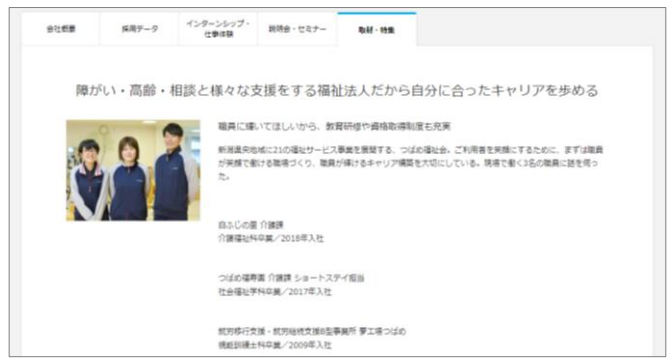 会社概要
採用データ
インターンシップ・
仕事体験
説明会・セミナー
取材・特集
障がい・高齢・相談と様々な支援をする福祉法人だから自分に合ったキャリアを歩める
職員に輝いてほしいから、教育研修や資格取得制度も充実
新潟県央地域に21の福祉サービス事業を展開する、つばめ福祉会。ご利用者を笑顔にするために、まずは職員
が笑顔で働ける職場づくり、職員が輝けるキャリア構築を大切にしている。現場で働く3名の職員に話を伺っ
た。
白ふじの里 介護課
介護福祉科卒業／2018年入社
つばめ福寿園 介護課 ショートステイ担当
社会福祉学科卒業／2017年入社
就労移行支援・就労継続支援B型事業所 夢工場つばめ
機能訓練士科卒業／2009年入社